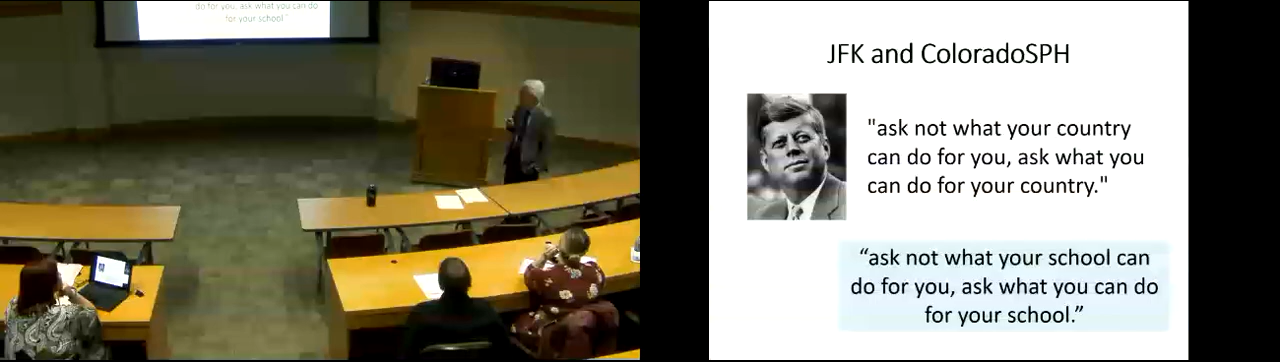 do for you, ask what you can do
for your school."
JFK and ColoradoSPH
"ask not what your country
can do for you, ask what you
can do for your country."
“ask not what your school can
do for you, ask what you can do
for your school.”